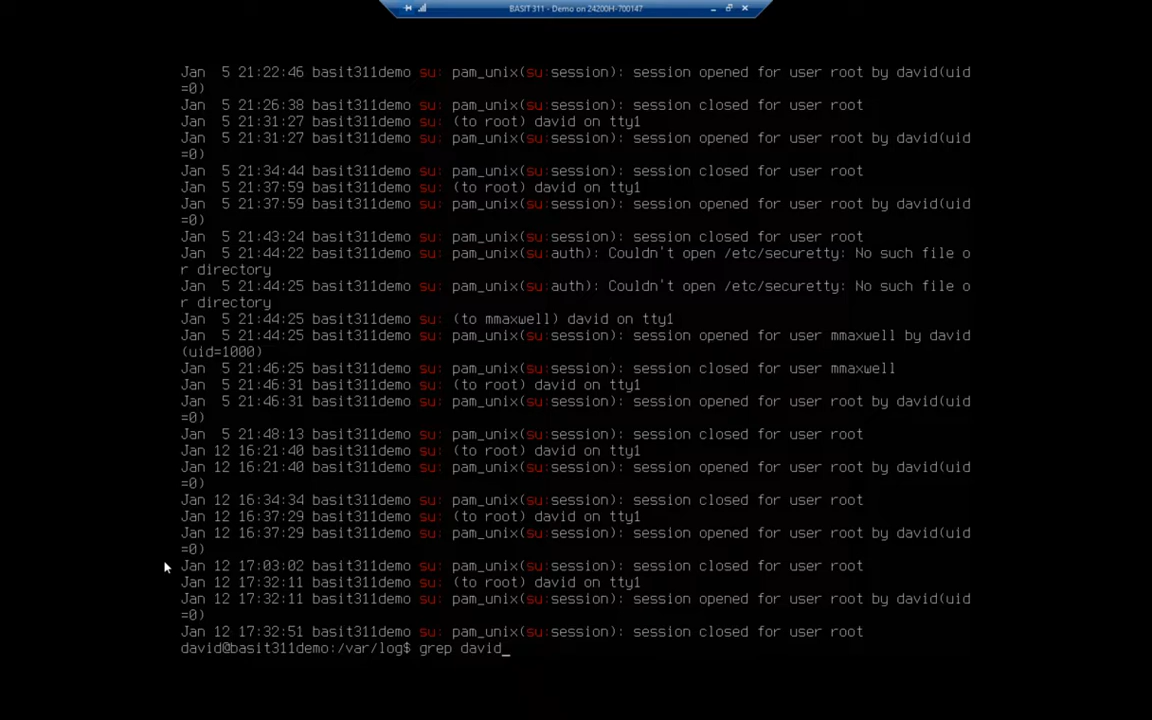 BASIT 311 - Demo on 24200H-700147
Jan  5 21:22:46 basit311demo su: pam_unix(su:session): session opened for user root by david(uid
=0)
Jan  5 21:26:38 basit311demo su: pam_unix(su:session): session closed for user root
Jan  5 21:31:27 basit311demo su: (to root) david on tty1
Jan  5 21:31:27 basit311demo su: pam_unix(su:session): session opened for user root by david(uid
=0)
Jan  5 21:34:44 basit311demo su: pam_unix(su:session): session closed for user root
Jan  5 21:37:59 basit311demo su: (to root) david on tty1
Jan  5 21:37:59 basit311demo su: pam_unix(su:session): session opened for user root by david(uid
=0)
Jan  5 21:43:24 basit311demo su: pam_unix(su:session): session closed for user root
Jan  5 21:44:22 basit311demo su: pam_unix(su:auth): Couldn't open /etc/securetty: No such file o
r directory
Jan  5 21:44:25 basit311demo su: pam_unix(su:auth): Couldn't open /etc/securetty: No such file o
r directory
Jan  5 21:44:25 basit311demo su: (to mmaxwell) david on tty1
Jan  5 21:44:25 basit311demo su: pam_unix(su:session): session opened for user mmaxwell by david
(uid=1000)
Jan  5 21:46:25 basit311demo su: pam_unix(su:session): session closed for user mmaxwell
Jan  5 21:46:31 basit311demo su: (to root) david on tty1
Jan  5 21:46:31 basit311demo su: pam_unix(su:session): session opened for user root by david(uid
=0)
Jan  5 21:48:13 basit311demo su: pam_unix(su:session): session closed for user root
Jan 12 16:21:40 basit311demo su: (to root) david on tty1
Jan 12 16:21:40 basit311demo su: pam_unix(su:session): session opened for user root by david(uid
=0)
Jan 12 16:34:34 basit311demo su: pam_unix(su:session): session closed for user root
Jan 12 16:37:29 basit311demo su: (to root) david on tty1
Jan 12 16:37:29 basit311demo su: pam_unix(su:session): session opened for user root by david(uid
=0)
Jan 12 17:03:02 basit311demo su: pam_unix(su:session): session closed for user root
Jan 12 17:32:11 basit311demo su: (to root) david on tty1
Jan 12 17:32:11 basit311demo su: pam_unix(su:session): session opened for user root by david(uid
=0)
Jan 12 17:32:51 basit311demo su: pam_unix(su:session): session closed for user root
david@basit311demo:/var/log$ grep david_